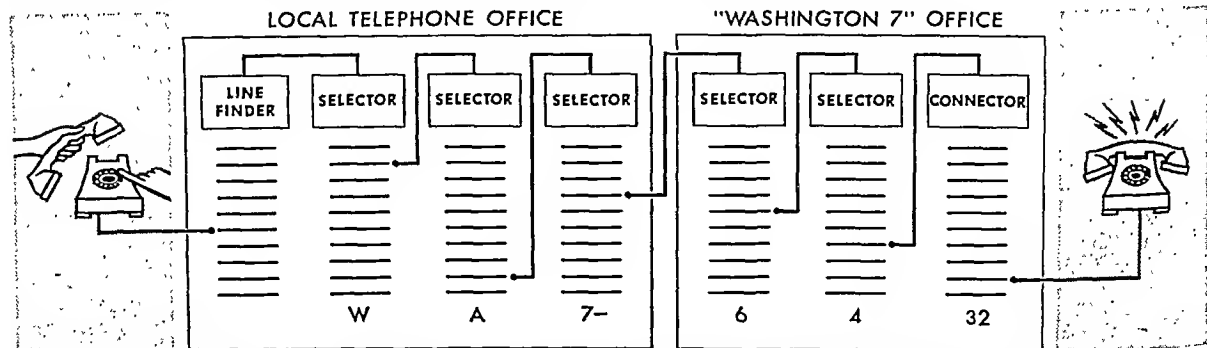 LOCAL TELEPHONE OFFICE
"WASHINGTON 7" OFFICE
LINE FINDER
SELECTOR
SELECTOR
SELECTOR
SELECTOR
SELECTOR
CONNECTOR
W
A
7–
6
4
32